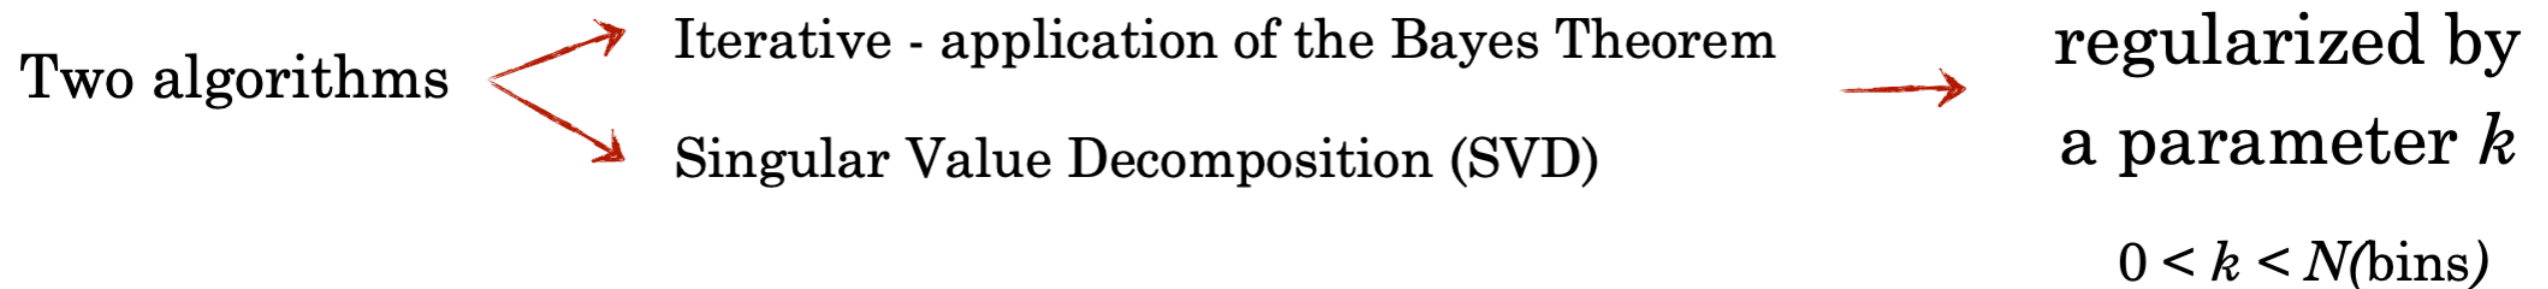 Two algorithms
Iterative - application of the Bayes Theorem
Singular Value Decomposition (SVD)
regularized by
a parameter k
0 < k < N(bins)